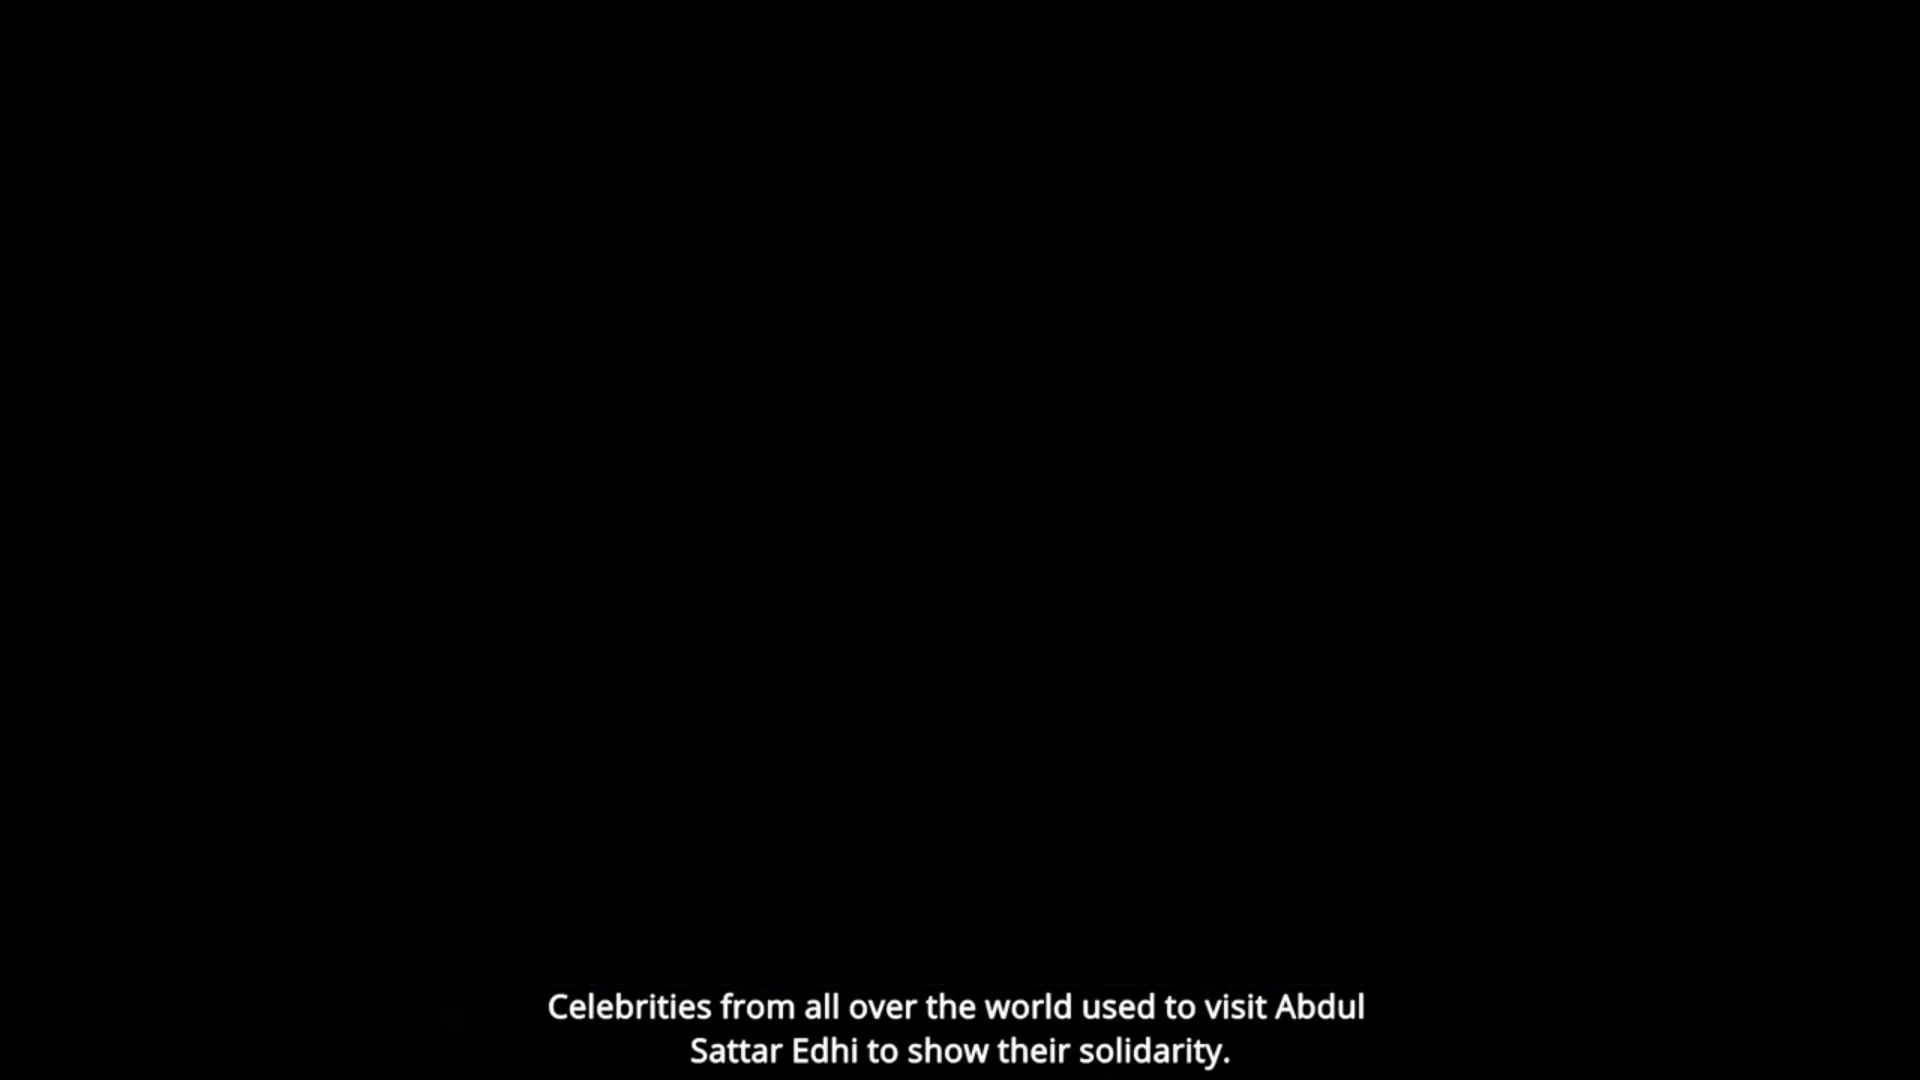 Celebrities from all over the world used to visit Abdul
Sattar Edhi to show their solidarity.